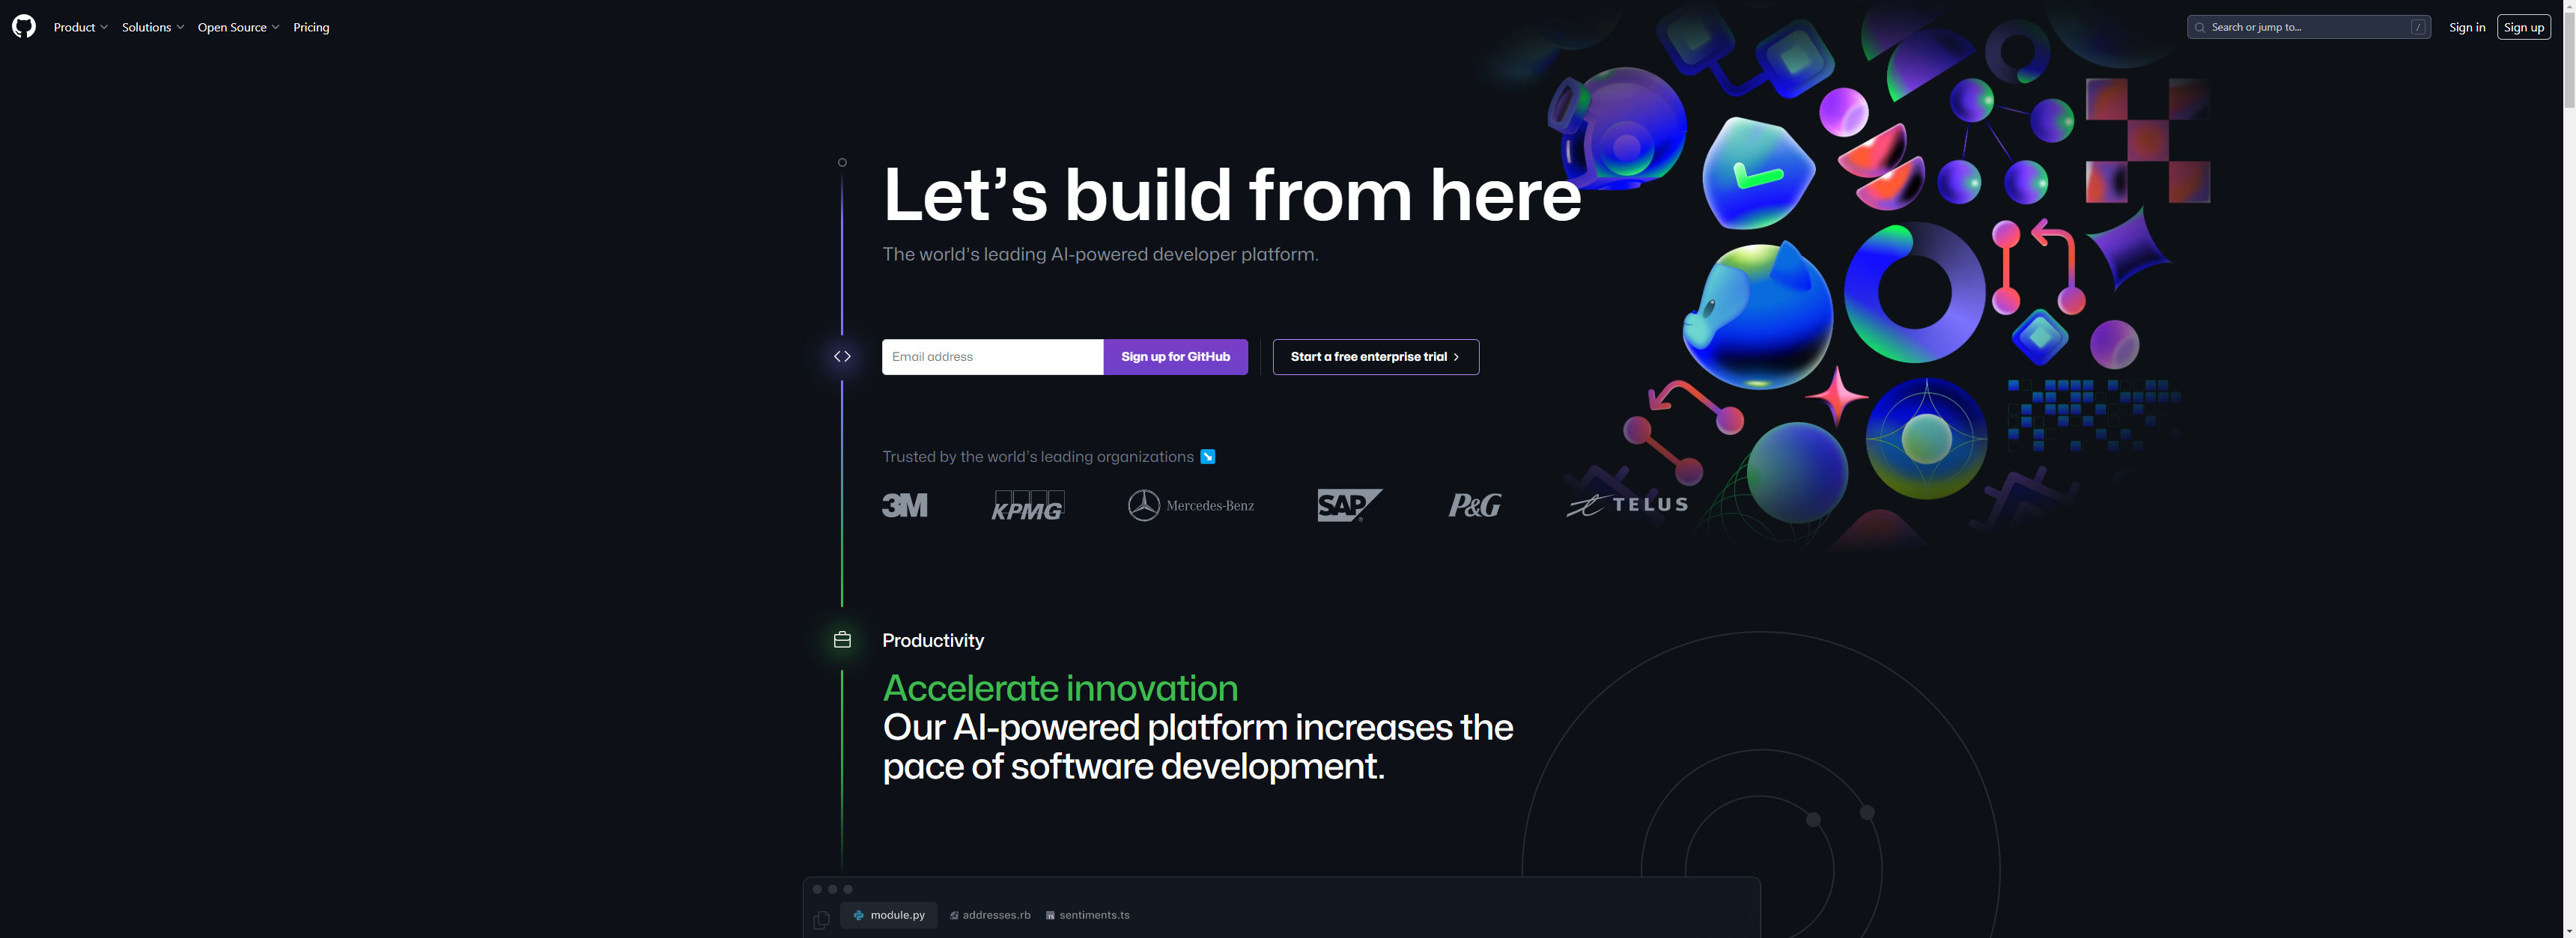 Product
Solutions
Open Source
Pricing
Search or jump to...
/
Sign in
Sign up
Let’s build from here
The world’s leading AI-powered developer platform.
Email address
Sign up for GitHub
Start a free enterprise trial
Trusted by the world’s leading organizations ↘️
3M
KPMG
Mercedes-Benz
SAP®
P&G
TELUS
Productivity
Accelerate innovation
Our AI-powered platform increases the
pace of software development.
module.py
addresses.rb
sentiments.ts